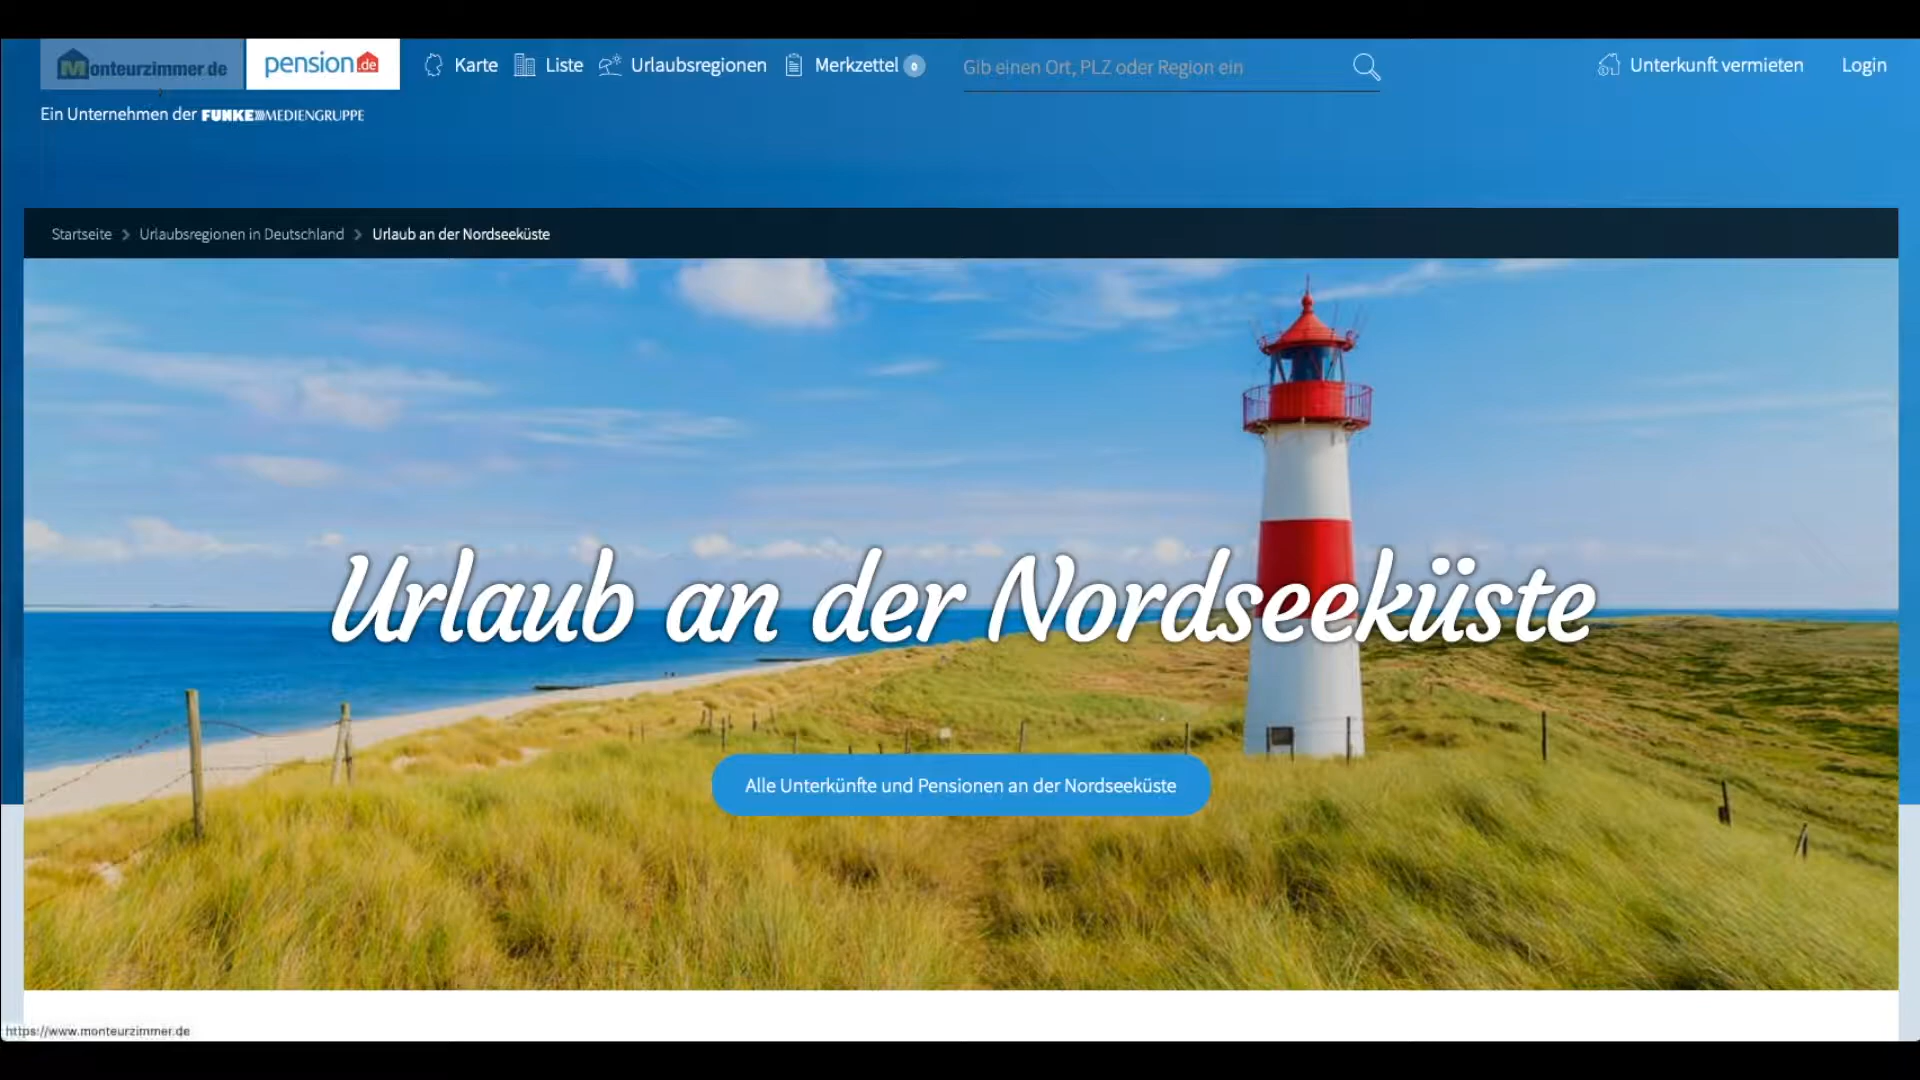 Monteurzimmer.de pension.de Karte Liste Urlaubsregionen Merkzettel 0 Gib einen Ort, PLZ oder Region ein Unterkunft vermieten Login
Ein Unternehmen der FUNKE MEDIENGRUPPE
Startseite > Urlaubsregionen in Deutschland > Urlaub an der Nordseeküste
Urlaub an der Nordseeküste
Alle Unterkünfte und Pensionen an der Nordseeküste
https://www.monteurzimmer.de